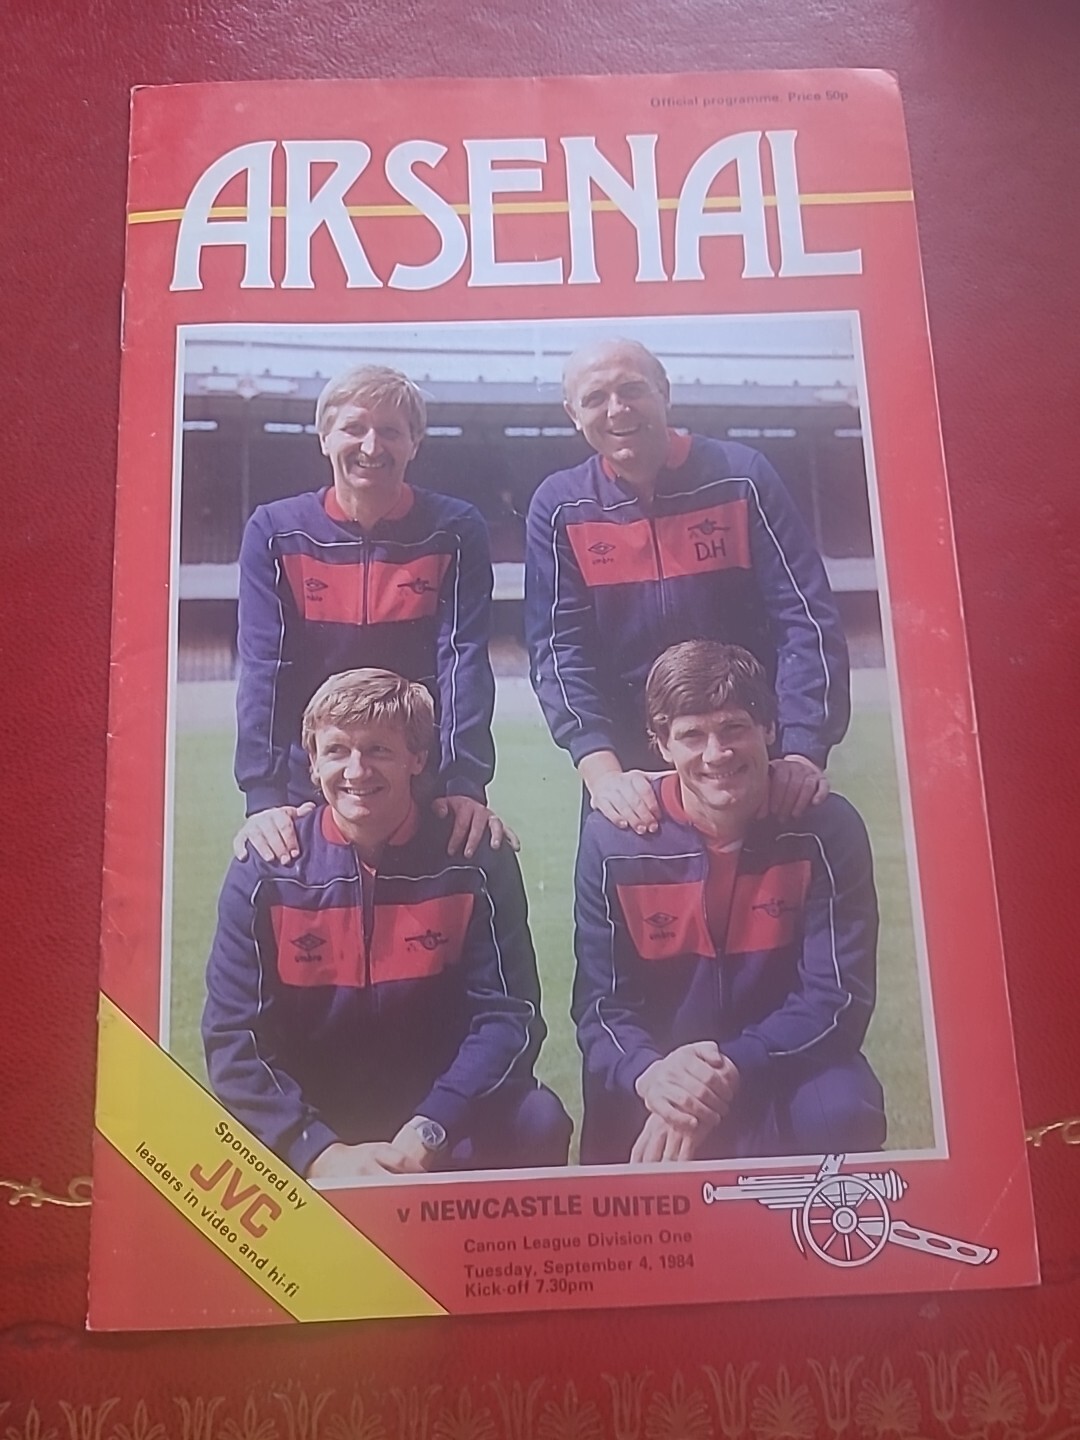 Official programme. Price 50p
ARSENAL
umbro
D.H
umbro
umbro
v NEWCASTLE UNITED
Canon League Division One
Tuesday, September 4, 1984
Kick-off 7.30pm
Sponsored by
JVC
leaders in video and hi-fi